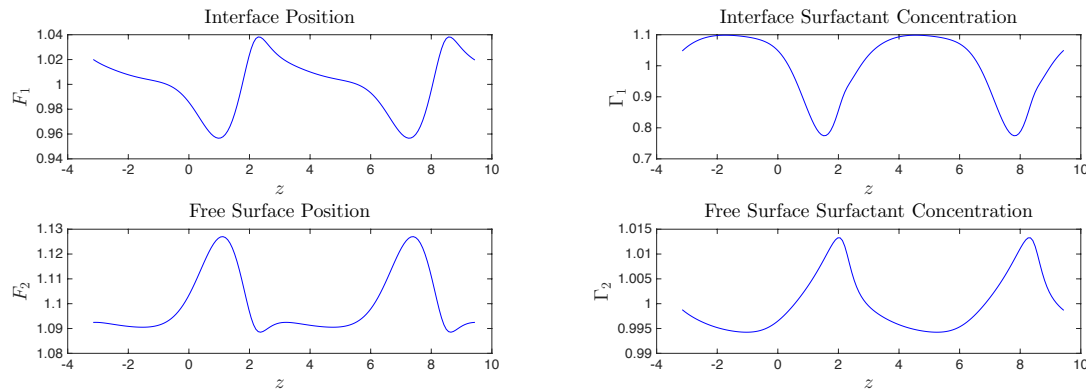 Interface Position
1.04
1.02
1
0.98
0.96
0.94
F₁
-4 -2 0 2 4 6 8 10
z
Interface Surfactant Concentration
1.1
1
0.9
0.8
0.7
Γ₁
-4 -2 0 2 4 6 8 10
z
Free Surface Position
1.13
1.12
1.11
1.1
1.09
1.08
F₂
-4 -2 0 2 4 6 8 10
z
Free Surface Surfactant Concentration
1.015
1.01
1.005
1
0.995
0.99
Γ₂
-4 -2 0 2 4 6 8 10
z